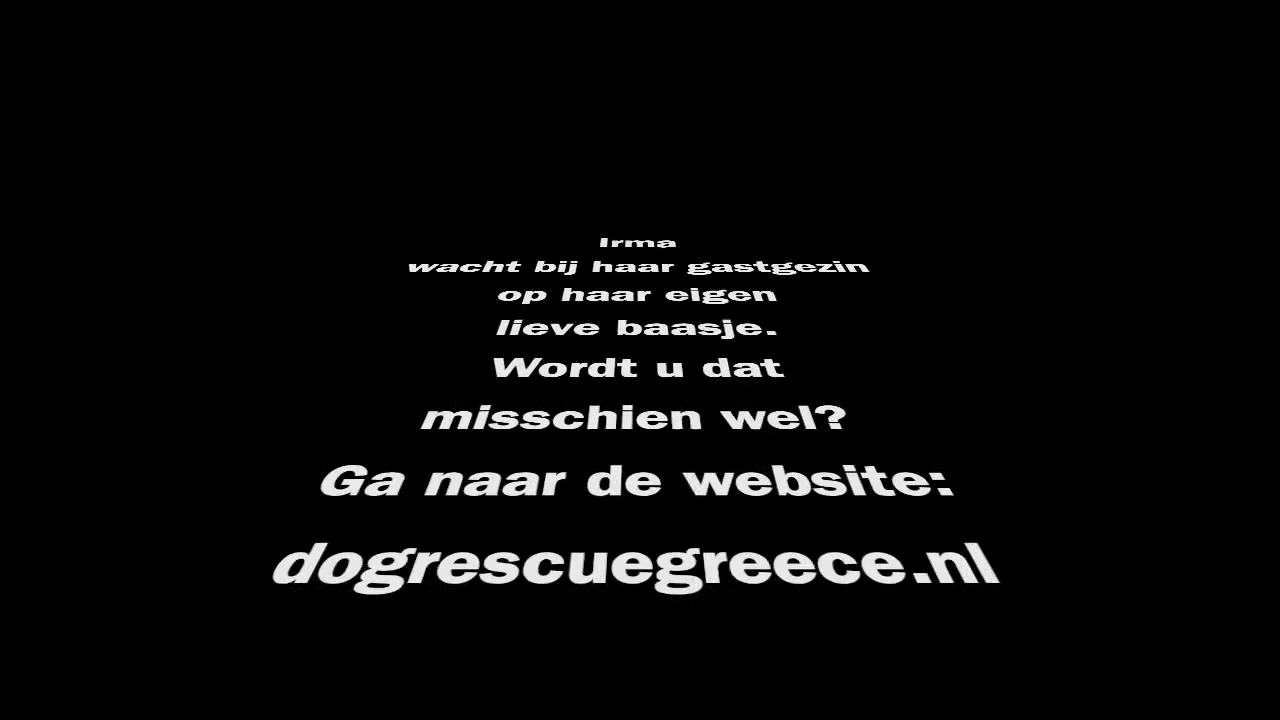 Irma
wacht bij haar gastgezin
op haar eigen
lieve baasje.
Wordt u dat
misschien wel?
Ga naar de website:
dogrescuegreece.nl